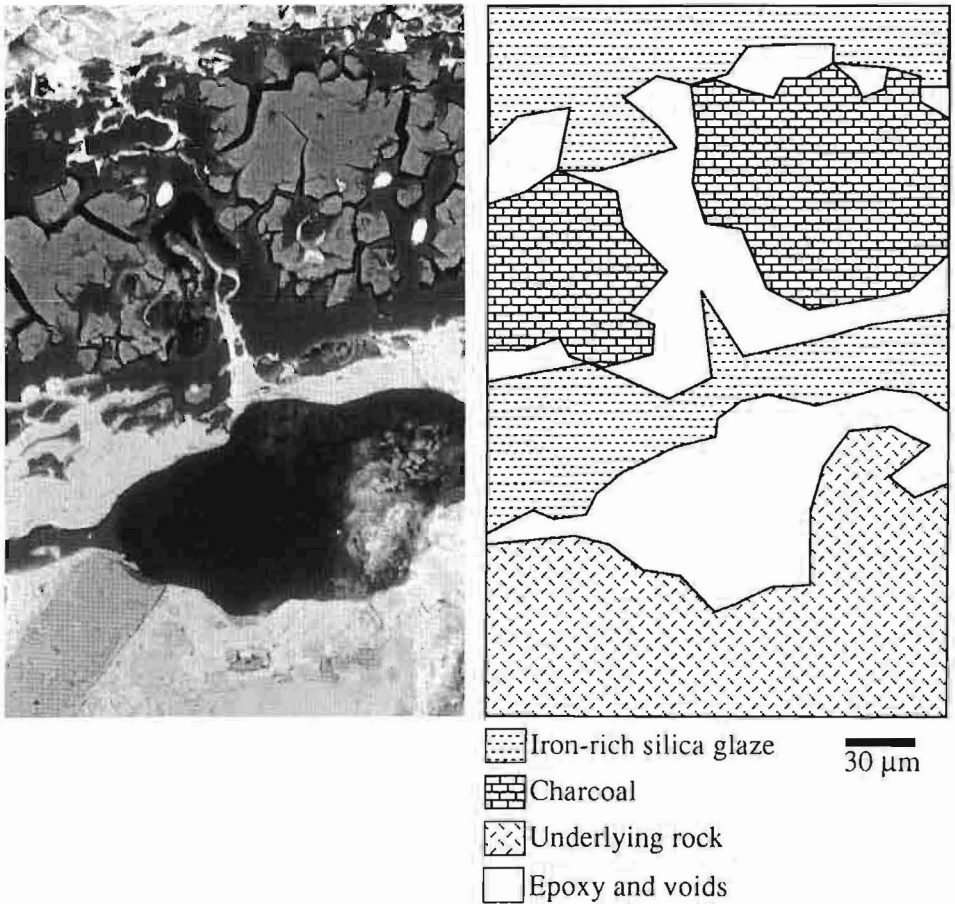 Iron-rich silica glaze
30 μm
Charcoal
Underlying rock
Epoxy and voids